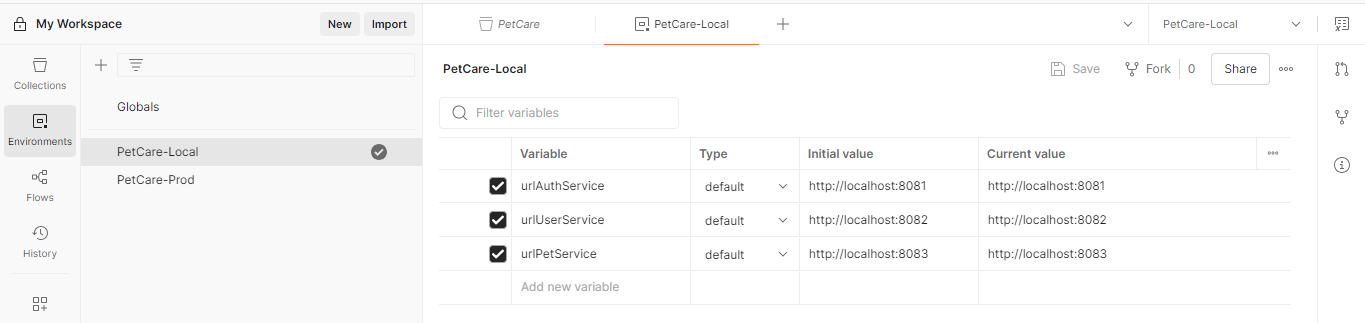 My Workspace New Import PetCare PetCare-Local PetCare-Local
Collections
Environments
Flows
History
Globals
PetCare-Local
PetCare-Prod
PetCare-Local Save Fork 0 Share
Filter variables
Variable Type Initial value Current value
urlAuthService default http://localhost:8081 http://localhost:8081
urlUserService default http://localhost:8082 http://localhost:8082
urlPetService default http://localhost:8083 http://localhost:8083
Add new variable